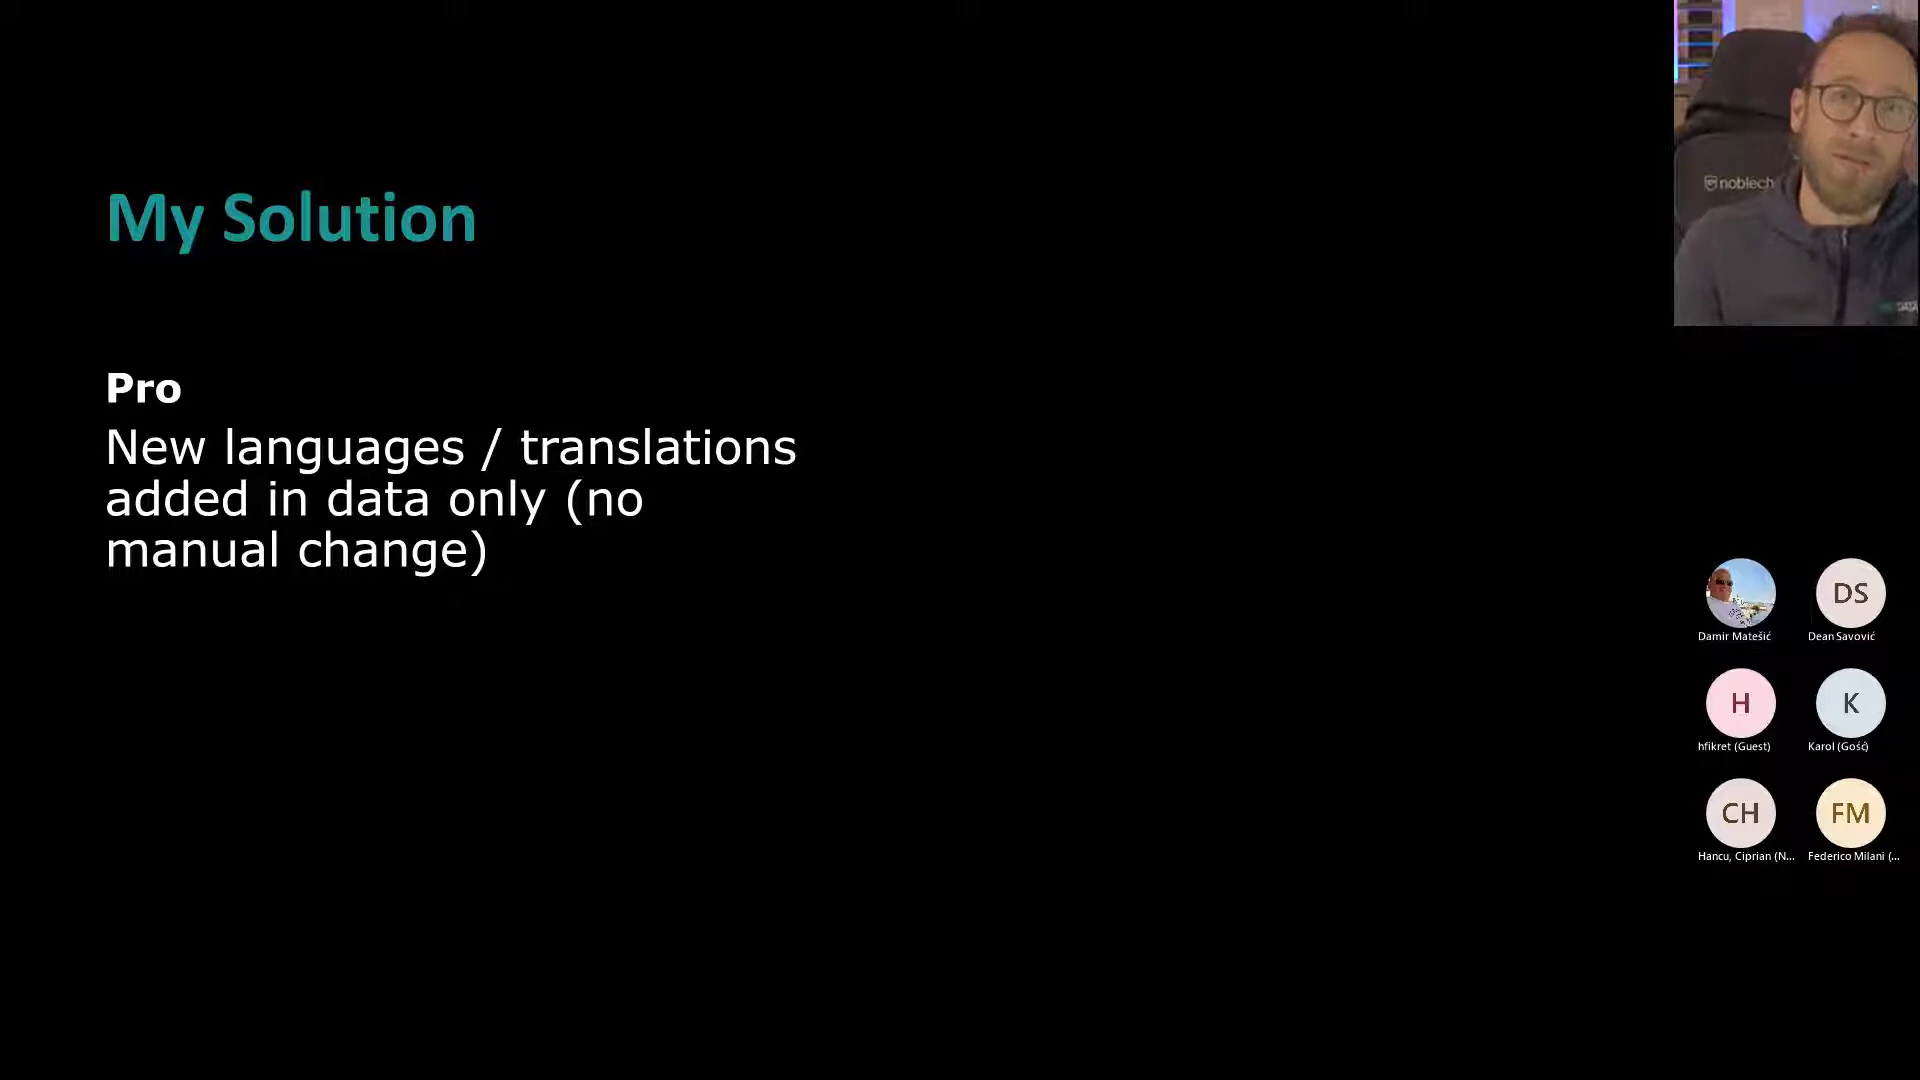 My Solution
Pro
New languages / translations
added in data only (no
manual change)
noblech
DS
Damir Matešić
Dean Savović
H
K
hfikret (Guest)
Karol (Gość)
CH
FM
Hancu, Ciprian (N...
Federico Milani (...